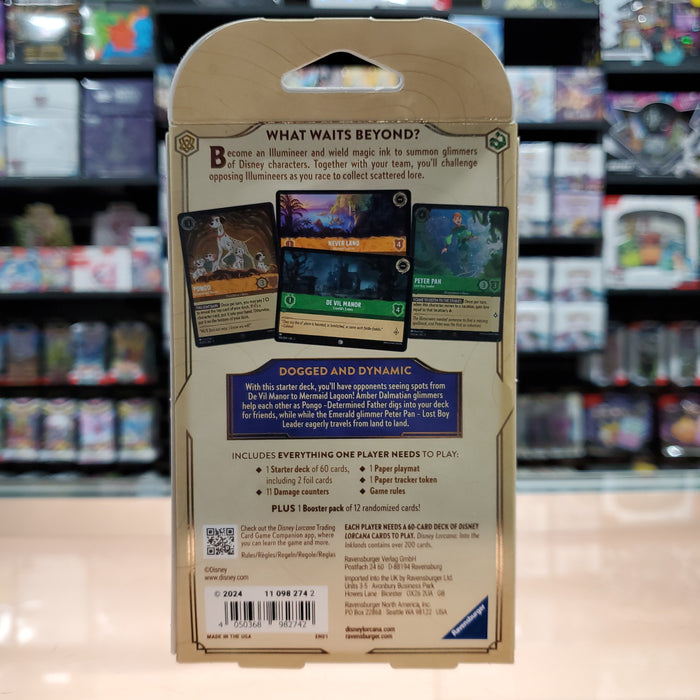 WHAT WAITS BEYOND?
Become an Illumineer and wield magic ink to summon glimmers
of Disney characters. Together with your team, you'll challenge
opposing Illumineers as you race to collect scattered lore.
NEVER LAND
4
PONGO
3
DE VIL MANOR
4
PETER PAN
3
DOGGED AND DYNAMIC
With this starter deck, you'll have opponents seeing spots from
De Vil Manor to Mermaid Lagoon! Amber Dalmatian glimmers
help each other as Pongo –Determined Father digs into your deck
for friends, while while the Emerald glimmer Peter Pan – Lost Boy
Leader eagerly travels from land to land.
INCLUDES EVERYTHING ONE PLAYER NEEDS TO PLAY:
◆ 1 Starter deck of 60 cards,
including 2 foil cards
◆ 11 Damage counters
◆ 1 Paper playmat
◆ 1 Paper tracker token
◆ Game rules
PLUS 1 Booster pack of 12 randomized cards!
Check out the Disney Lorcana Trading
Card Game Companion app, where
you can learn the game and more.
Rules/Règles/Regeln/Regole/Reglas
©Disney
www.disney.com
© 2024 11 098 274 2
4 050368 982742
MADE IN THE USA EN01
EACH PLAYER NEEDS A 60-CARD DECK OF DISNEY
LORCANA CARDS TO PLAY. Disney Lorcana: Into the
Inklands contains over 200 cards.
Ravensburger Verlag GmbH
Postfach 24 60 · D-88194 Ravensburg
Imported into the UK by Ravensburger Ltd.
Units 3-5 · Avonbury Business Park
Howes Lane · Bicester · OX26 2UA · GB
Ravensburger North America, Inc.
PO Box 22868 · Seattle WA 98122 · USA
disneylorcana.com
ravensburger.com
Ravensburger